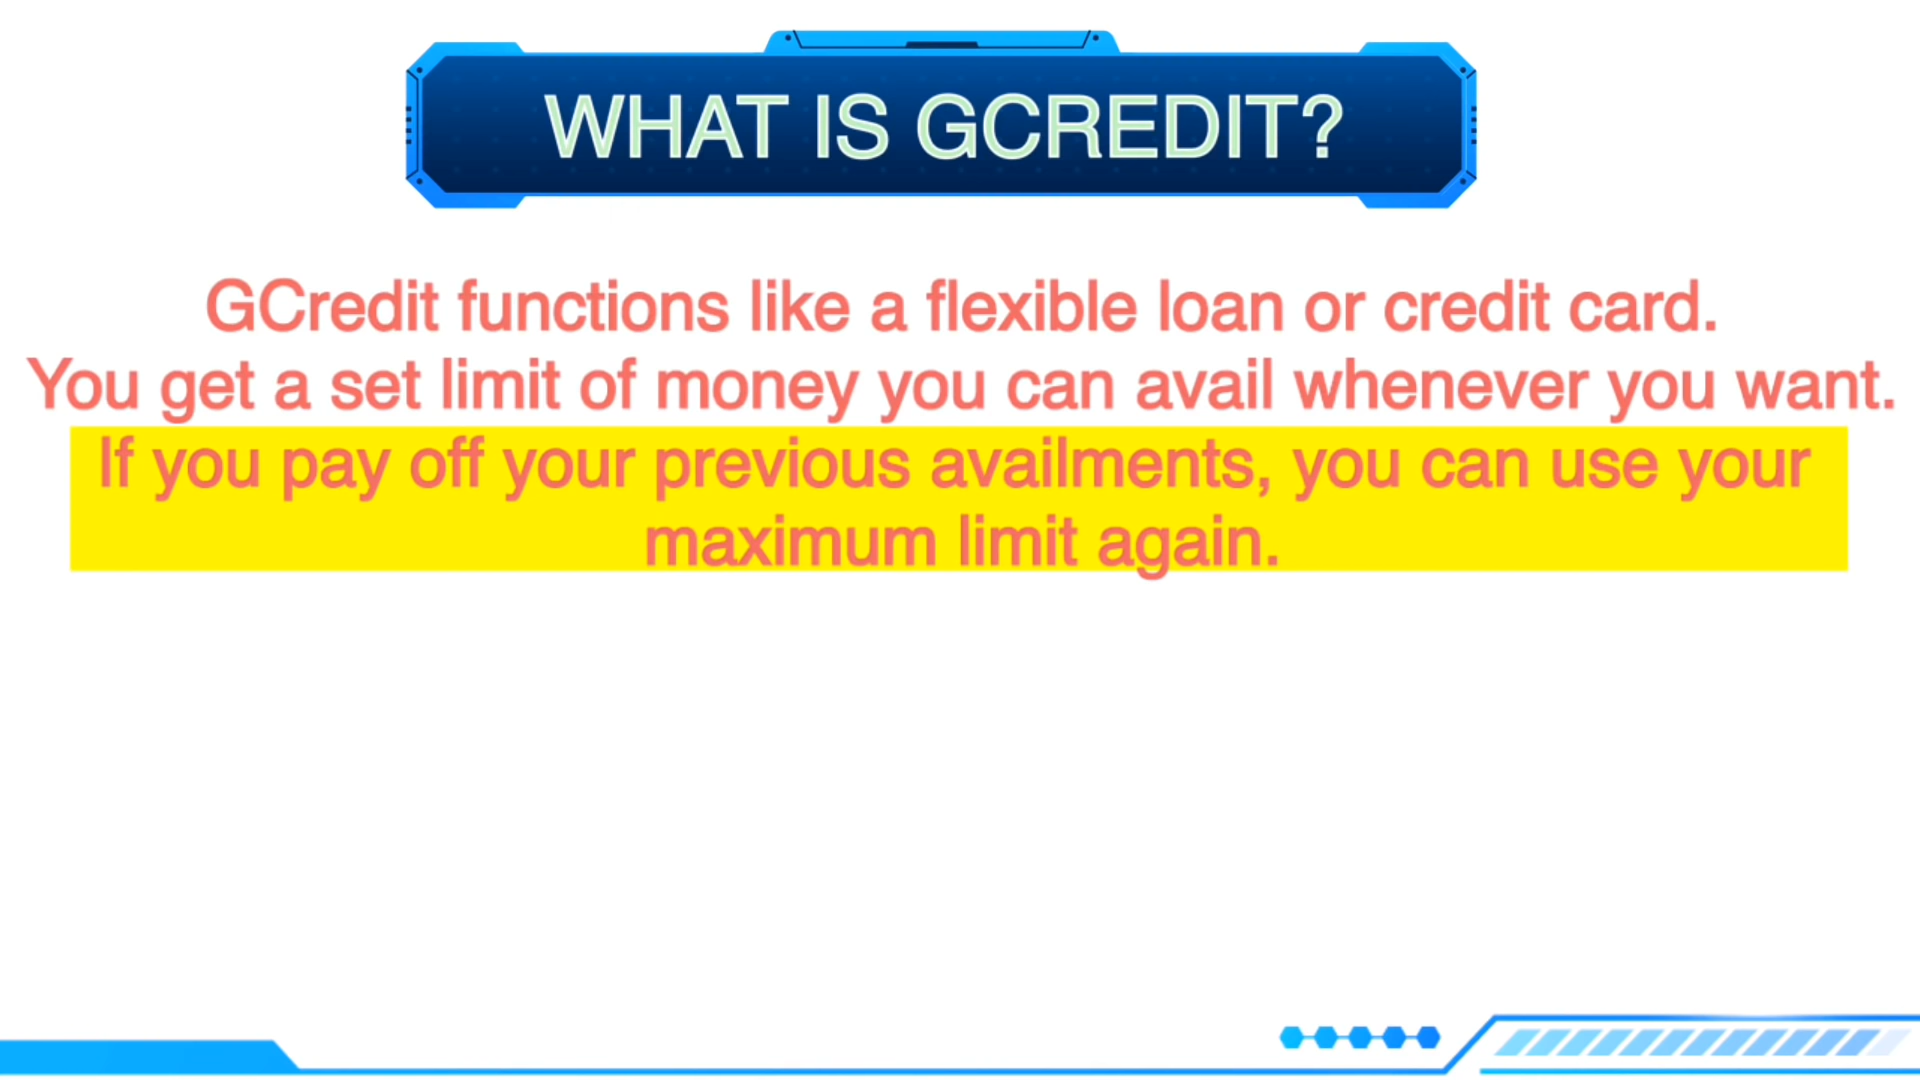 WHAT IS GCREDIT?
GCredit functions like a flexible loan or credit card.
You get a set limit of money you can avail whenever you want.
If you pay off your previous availments, you can use your
maximum limit again.